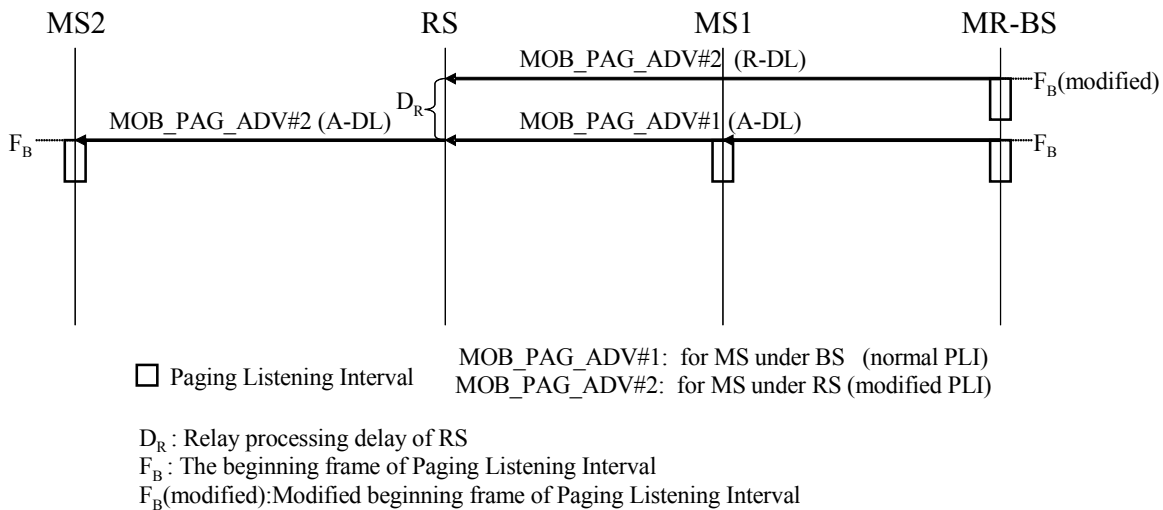 MS2 RS MS1 MR-BS
MOB_PAG_ADV#2 (R-DL)
F_B(modified)
D_R
MOB_PAG_ADV#2 (A-DL) MOB_PAG_ADV#1 (A-DL)
F_B F_B
MOB_PAG_ADV#1: for MS under BS (normal PLI)
Paging Listening Interval
MOB_PAG_ADV#2: for MS under RS (modified PLI)
D_R : Relay processing delay of RS
F_B : The beginning frame of Paging Listening Interval
F_B(modified):Modified beginning frame of Paging Listening Interval